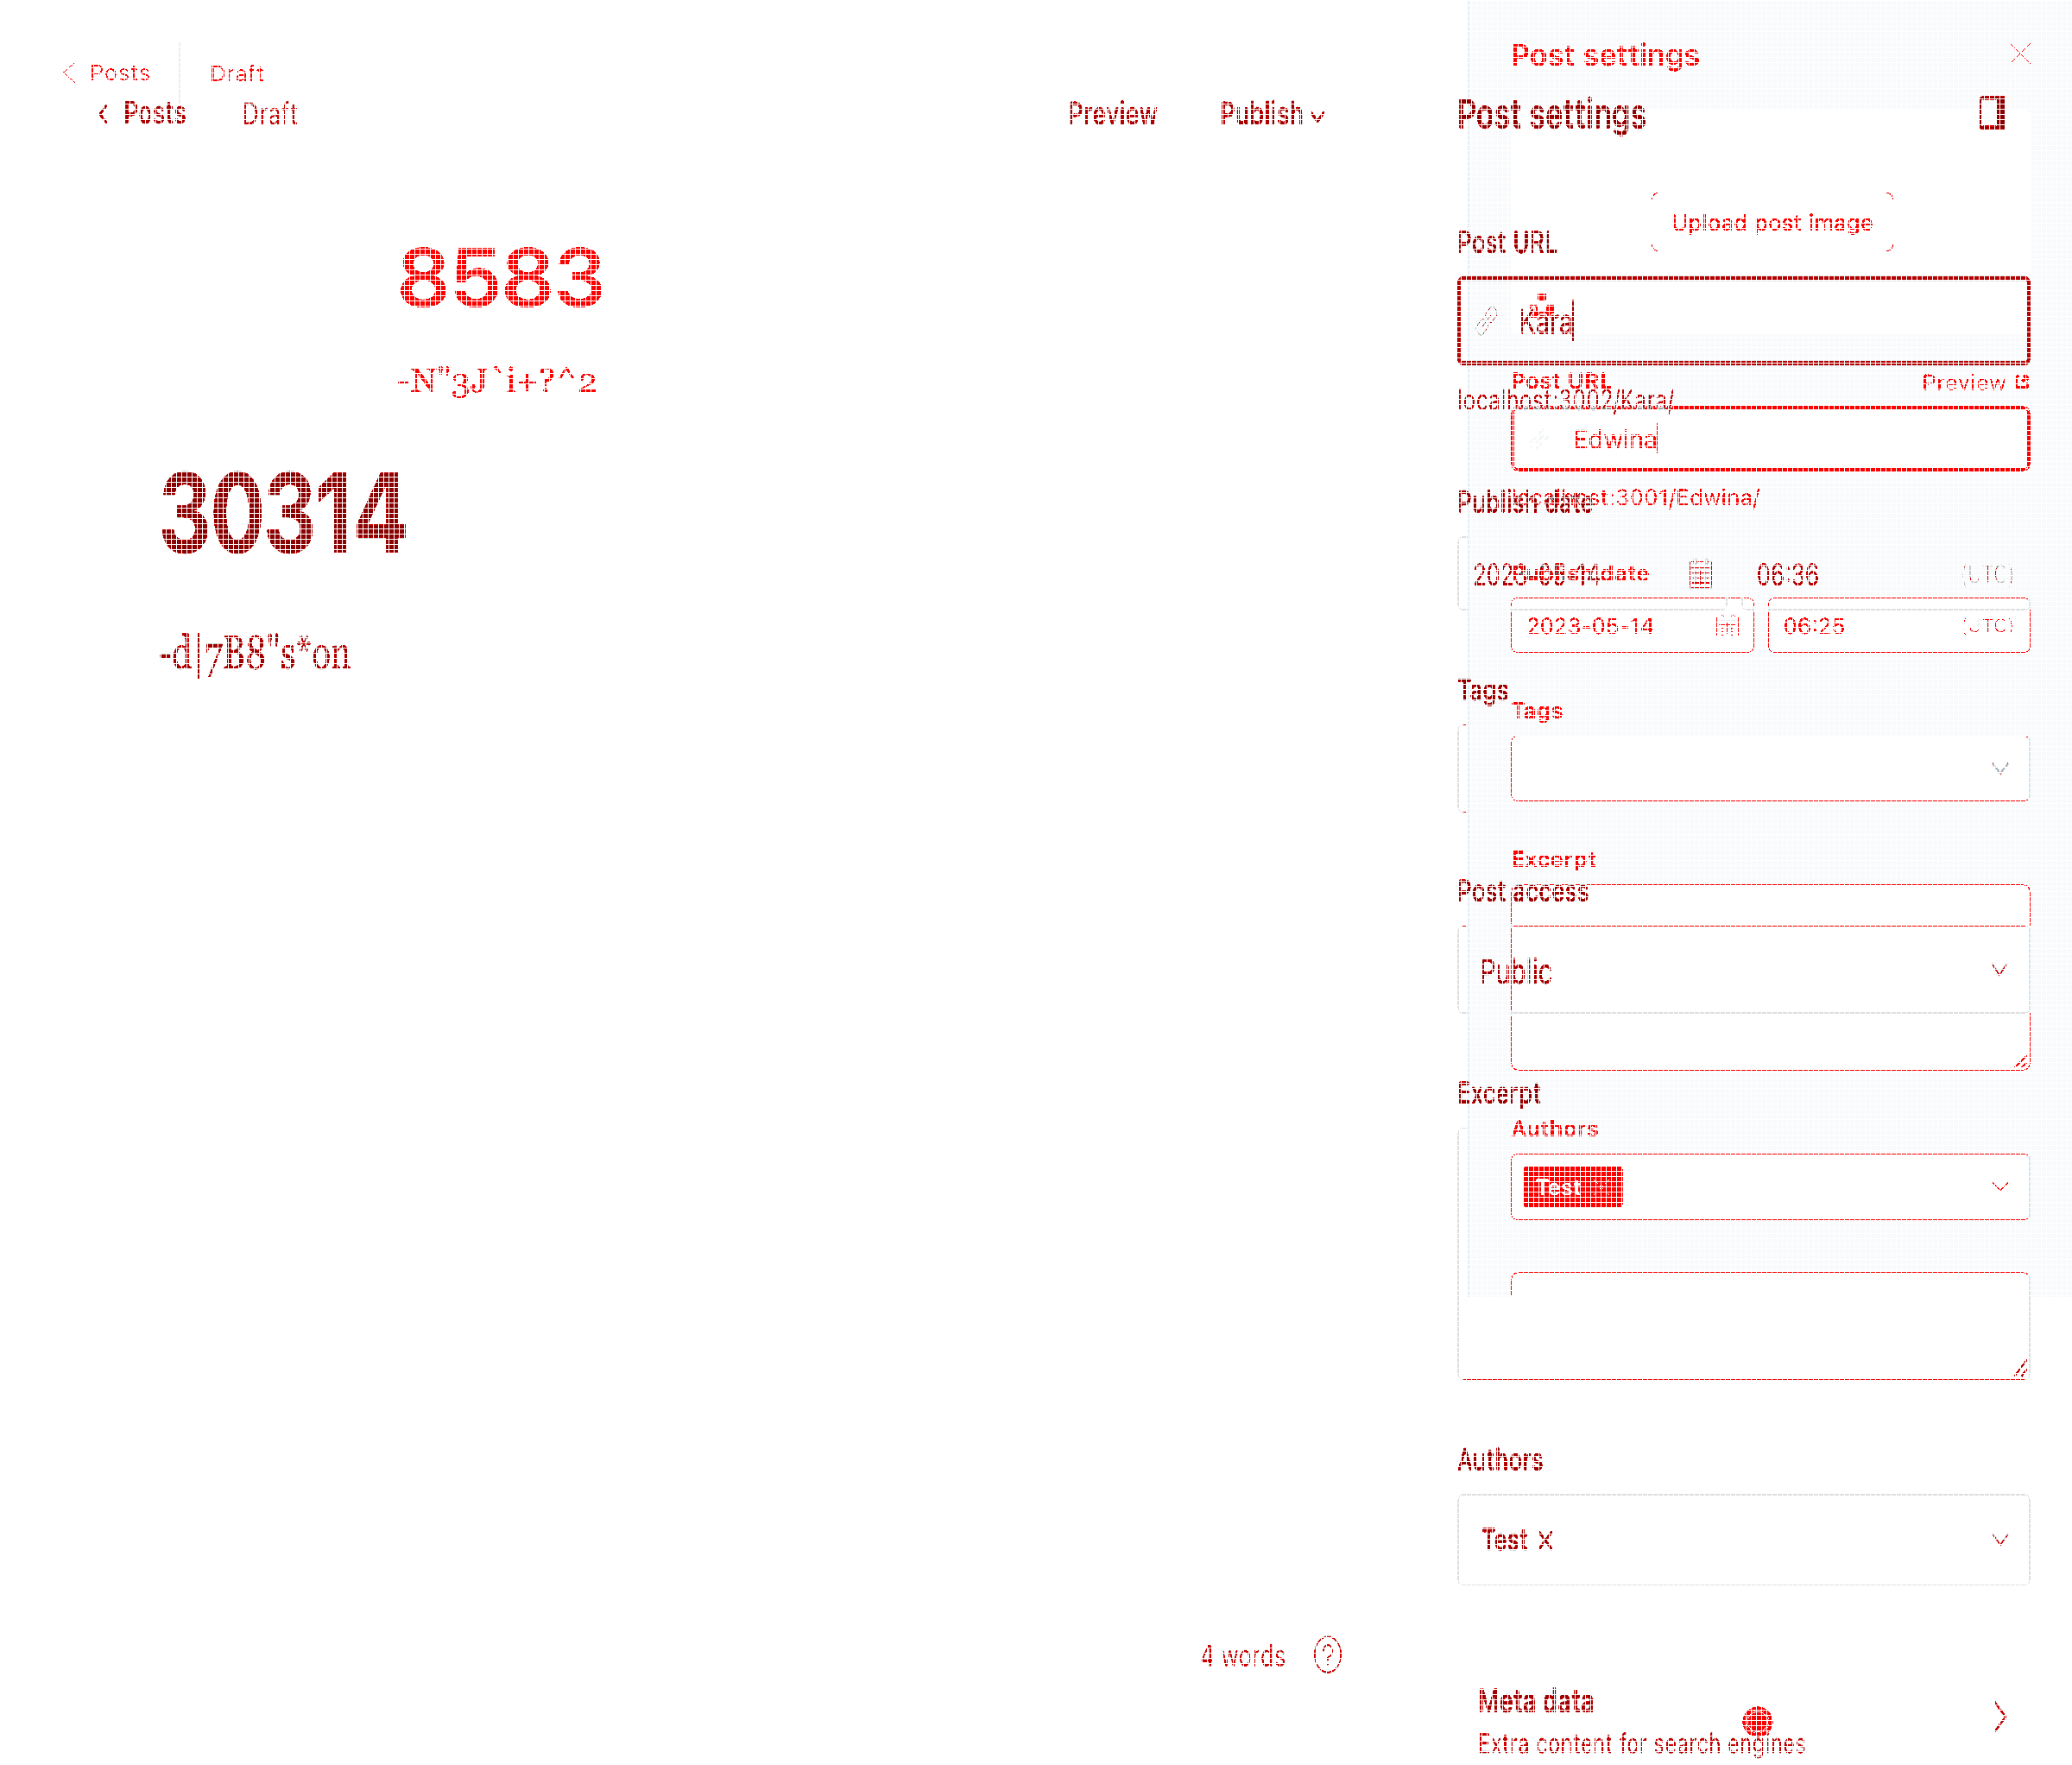 Post settings
Posts Draft
Posts Draft Preview Publish Post settings
Upload post image
Post URL
8583
Kara
-N"3J`i+?^2
Post URL Preview
localhost:3002/Kara/
Edwina
30314
Publish date
localhost:3001/Edwina/
Publish date
2023-05-14 06:36 (UTC)
2023-05-14 06:25 (UTC)
-d|7B8"s*on
Tags
Tags
Excerpt
Post access
Public
Excerpt
Authors
Test
Authors
Test ×
4 words ?
Meta data
Extra content for search engines